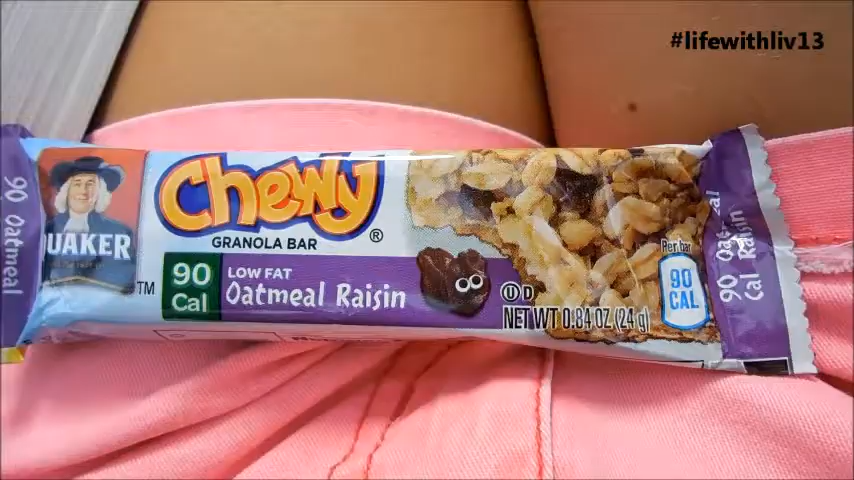 #lifewithliv13
90 Oatmeal
QUAKER
TM
Chewy
®
GRANOLA BAR
90
Cal
LOW FAT
Oatmeal Raisin
U D
NET WT 0.84 OZ (24 g)
Per bar
90
CAL
90
Cal Raisin